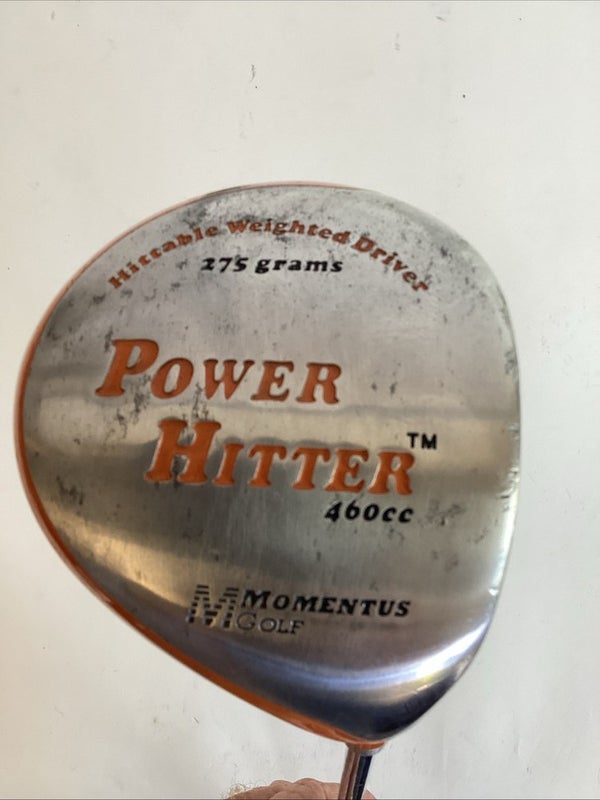 Hittable Weighted Driver
275 grams
POWER
HITTER™
460cc
M MOMENTUS
GOLF